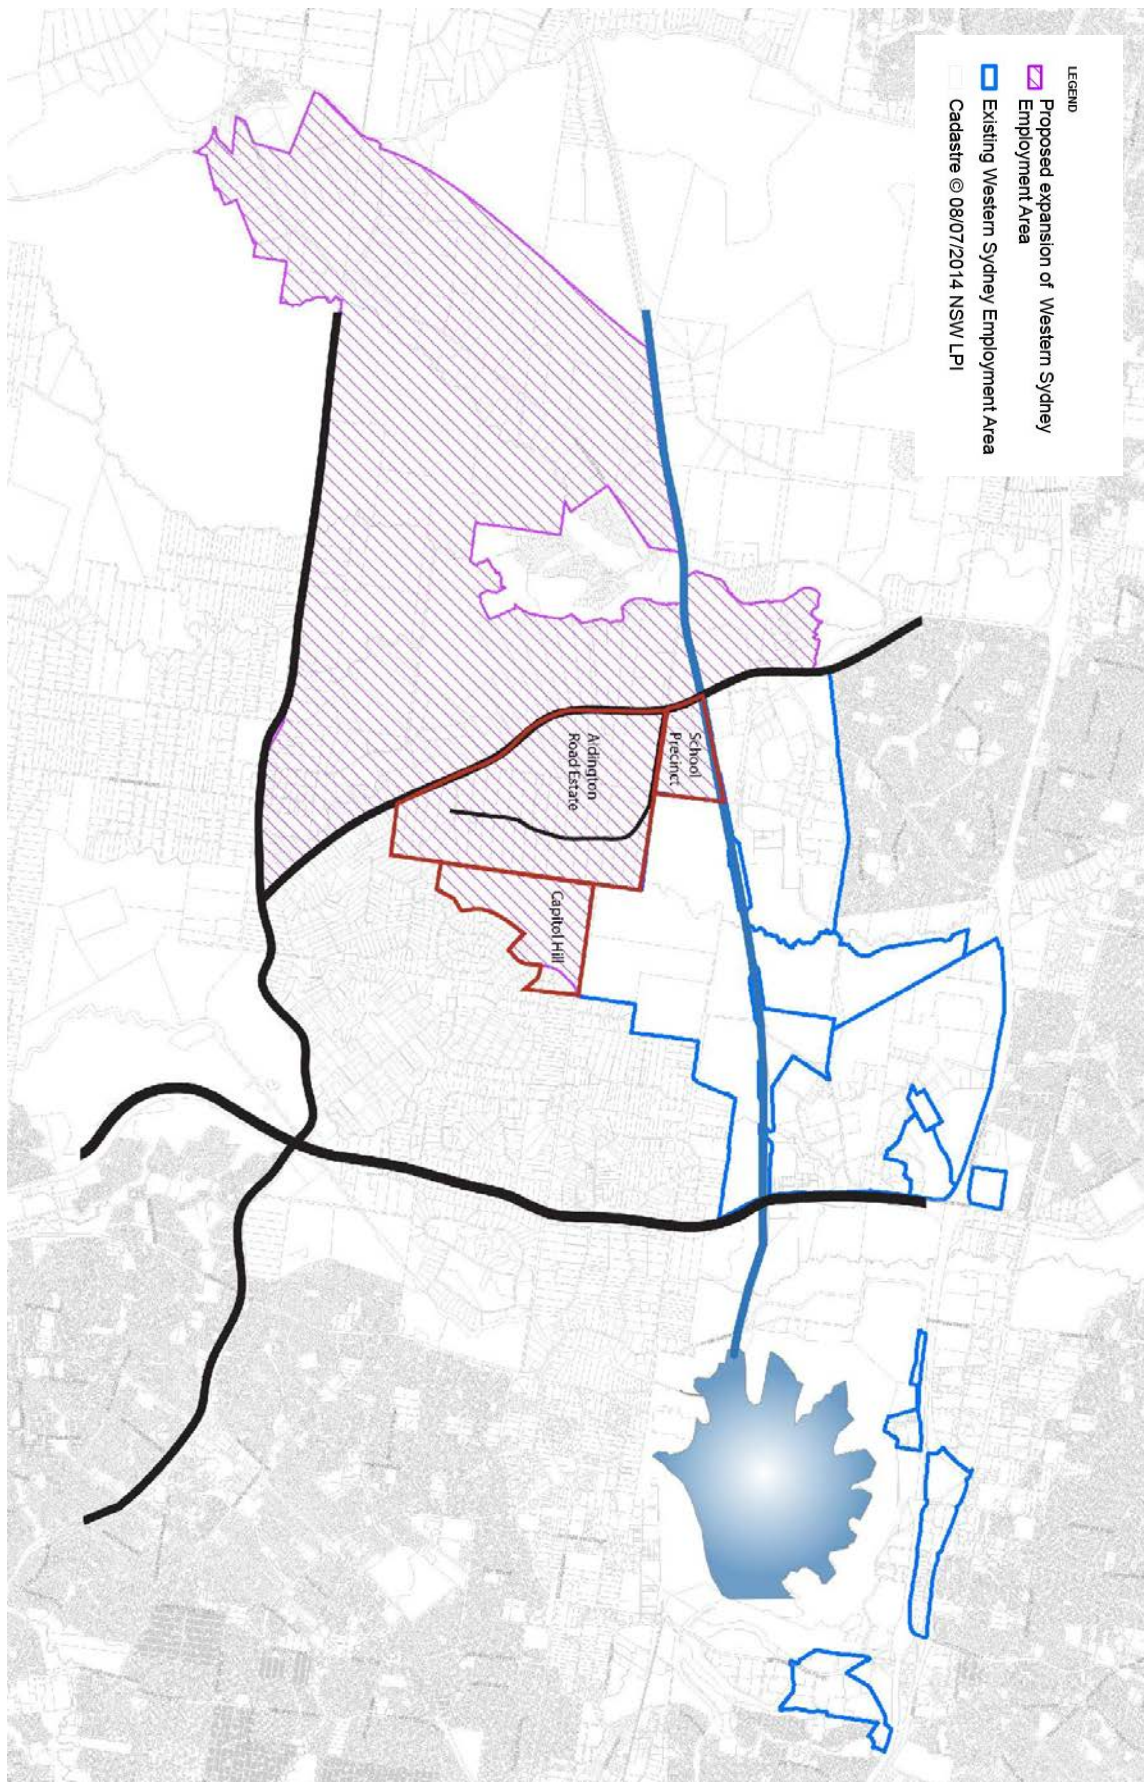 LEGEND
Proposed expansion of Western Sydney
Employment Area
Existing Western Sydney Employment Area
Cadastre © 08/07/2014 NSW LPI
School
Precinct
Aldington
Road Estate
Capitol Hill